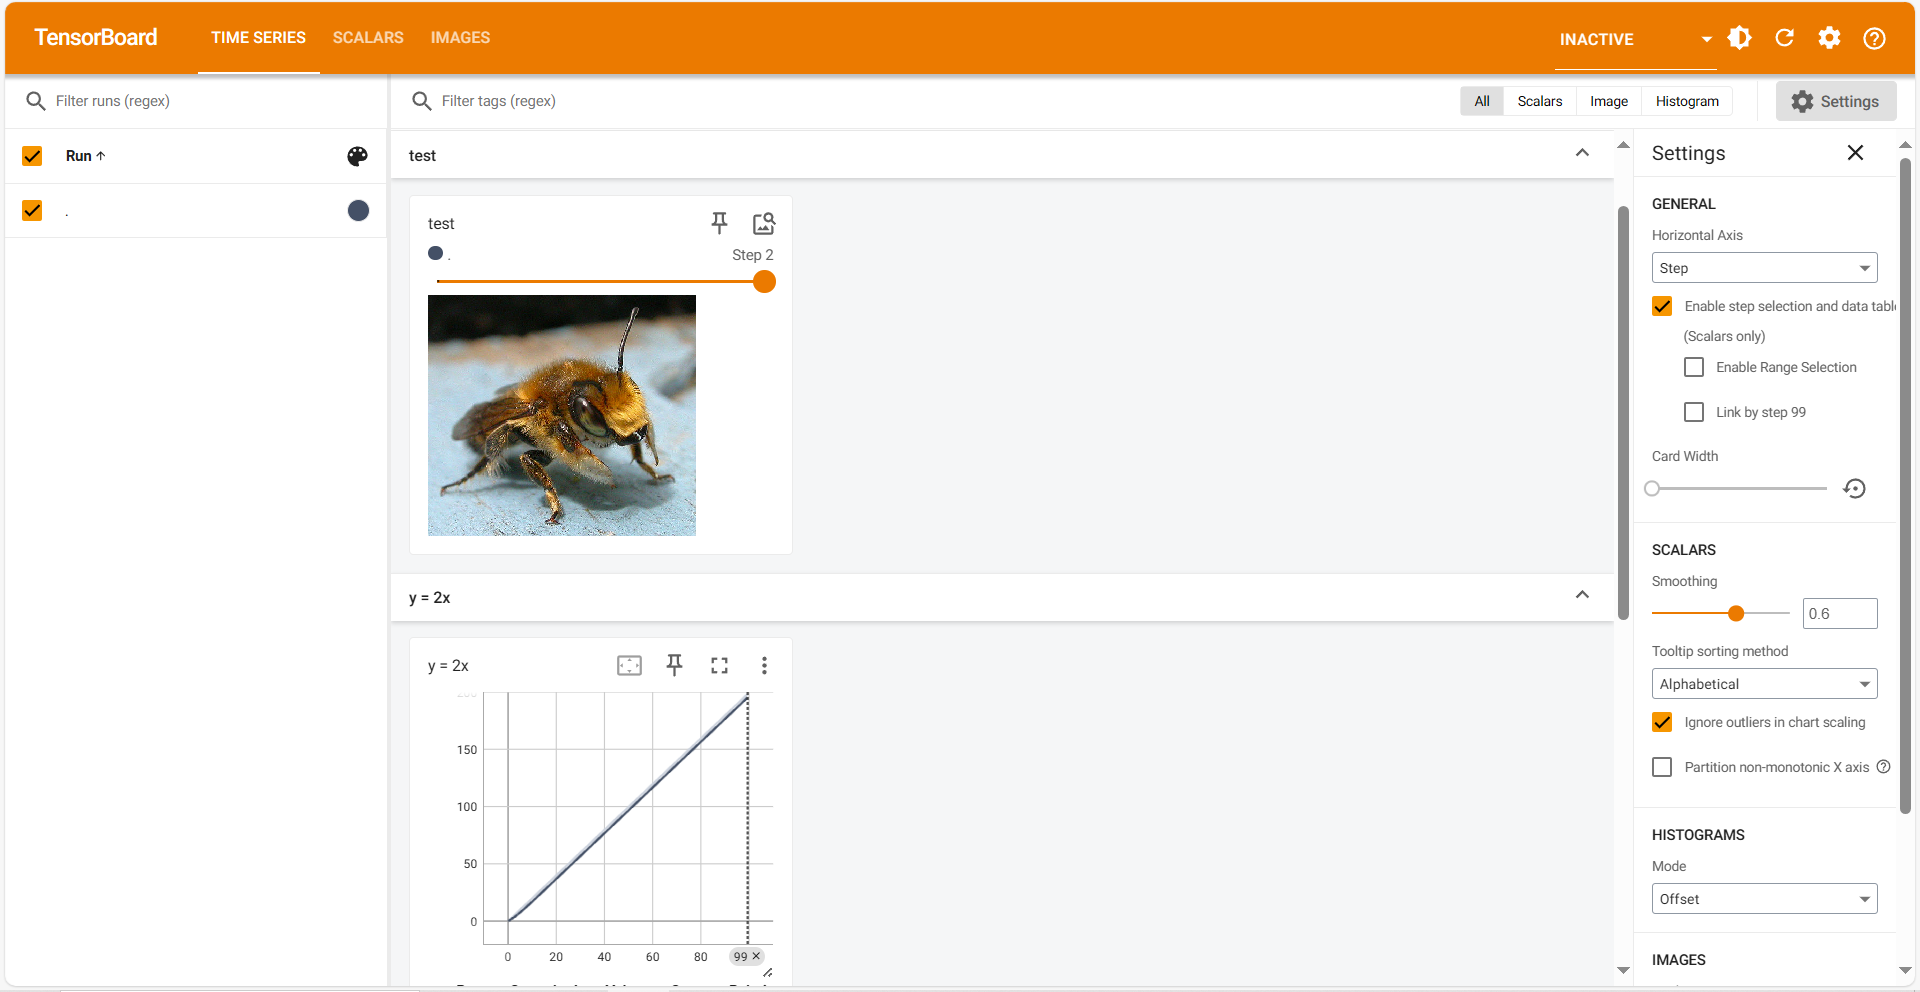 TensorBoard TIME SERIES SCALARS IMAGES INACTIVE
Filter runs (regex)
Filter tags (regex)
All Scalars Image Histogram Settings
Run
.
test
test
.
Step 2
y = 2x
y = 2x
150
100
50
0
0 20 40 60 80 99
Settings
GENERAL
Horizontal Axis
Step
Enable step selection and data table
(Scalars only)
Enable Range Selection
Link by step 99
Card Width
SCALARS
Smoothing
0.6
Tooltip sorting method
Alphabetical
Ignore outliers in chart scaling
Partition non-monotonic X axis
HISTOGRAMS
Mode
Offset
IMAGES